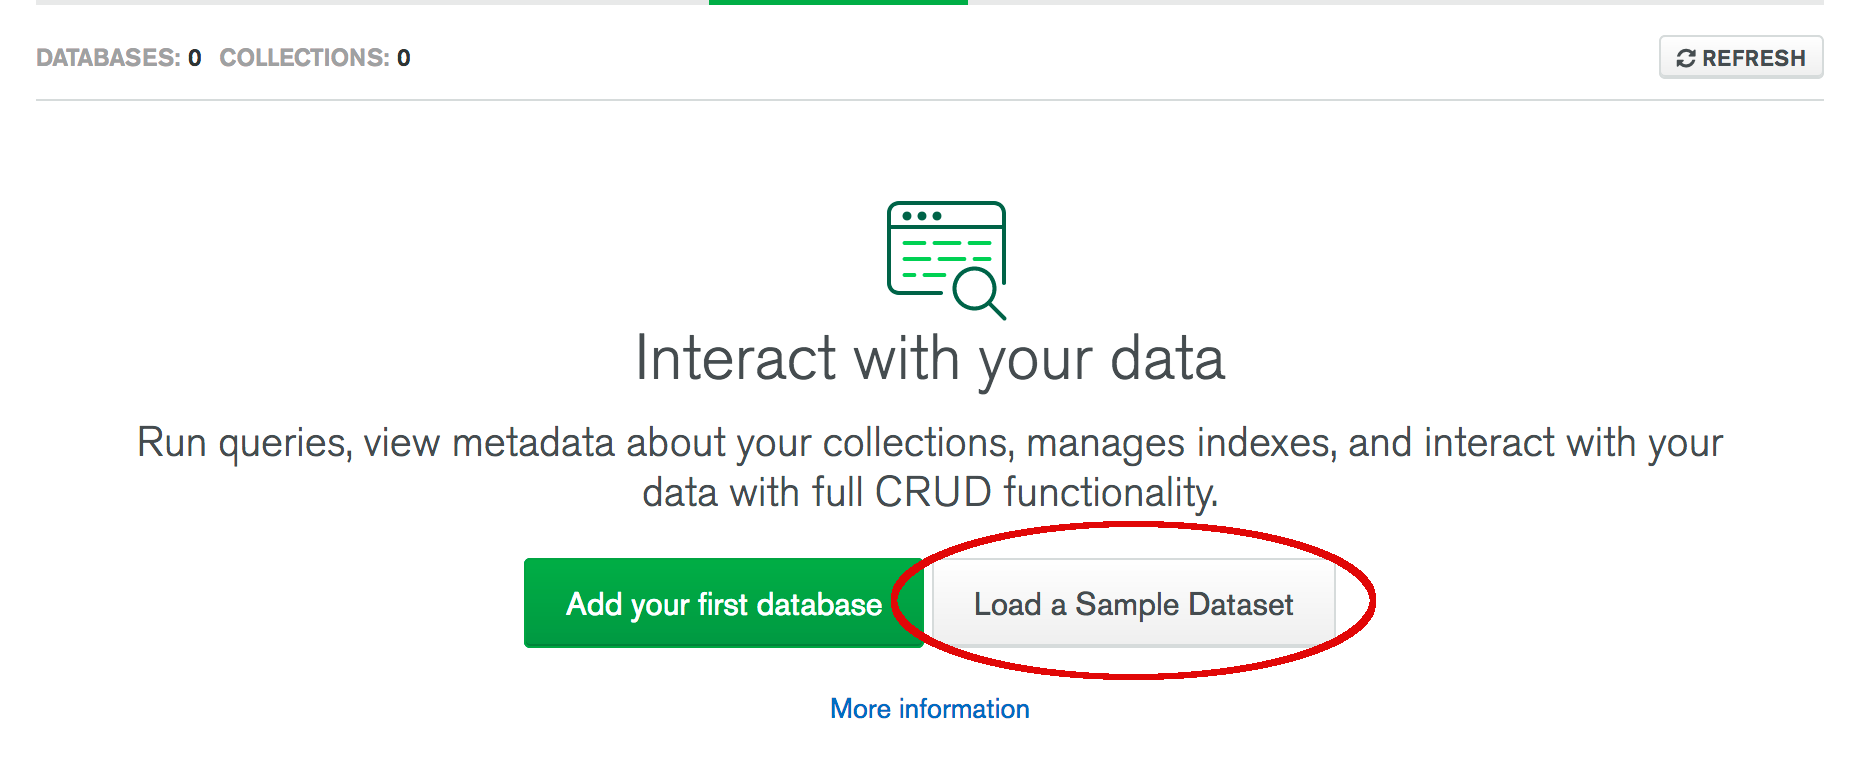 DATABASES: 0 COLLECTIONS: 0
REFRESH
Interact with your data
Run queries, view metadata about your collections, manages indexes, and interact with your
data with full CRUD functionality.
Add your first database
Load a Sample Dataset
More information